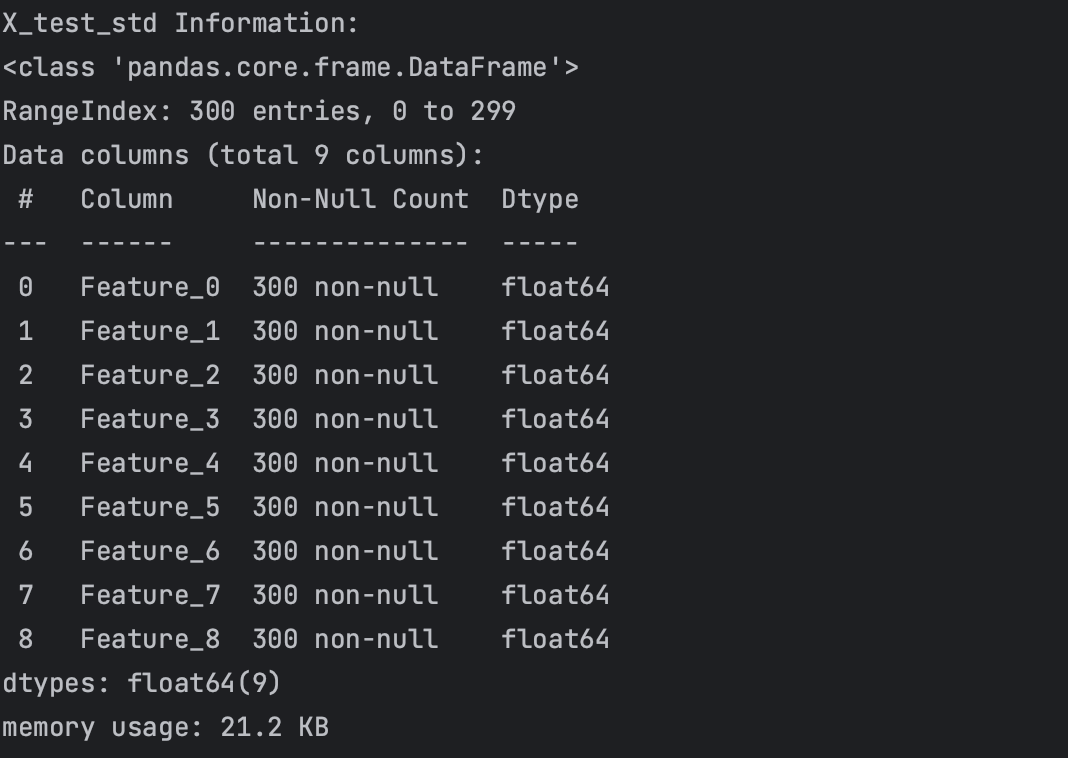 X_test_std Information:
<class 'pandas.core.frame.DataFrame'>
RangeIndex: 300 entries, 0 to 299
Data columns (total 9 columns):
 #   Column     Non-Null Count  Dtype
---  ------     --------------  -----
 0   Feature_0  300 non-null    float64
 1   Feature_1  300 non-null    float64
 2   Feature_2  300 non-null    float64
 3   Feature_3  300 non-null    float64
 4   Feature_4  300 non-null    float64
 5   Feature_5  300 non-null    float64
 6   Feature_6  300 non-null    float64
 7   Feature_7  300 non-null    float64
 8   Feature_8  300 non-null    float64
dtypes: float64(9)
memory usage: 21.2 KB